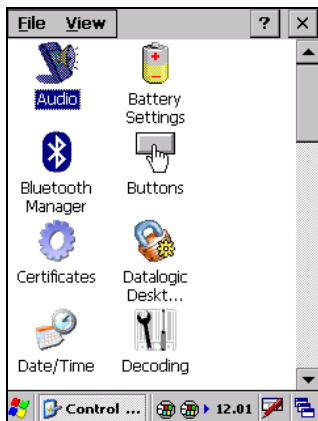 File View ? ×
Audio Battery
Settings
Bluetooth Buttons
Manager
Certificates Datalogic
Deskt...
Date/Time Decoding
Control ... 12.01